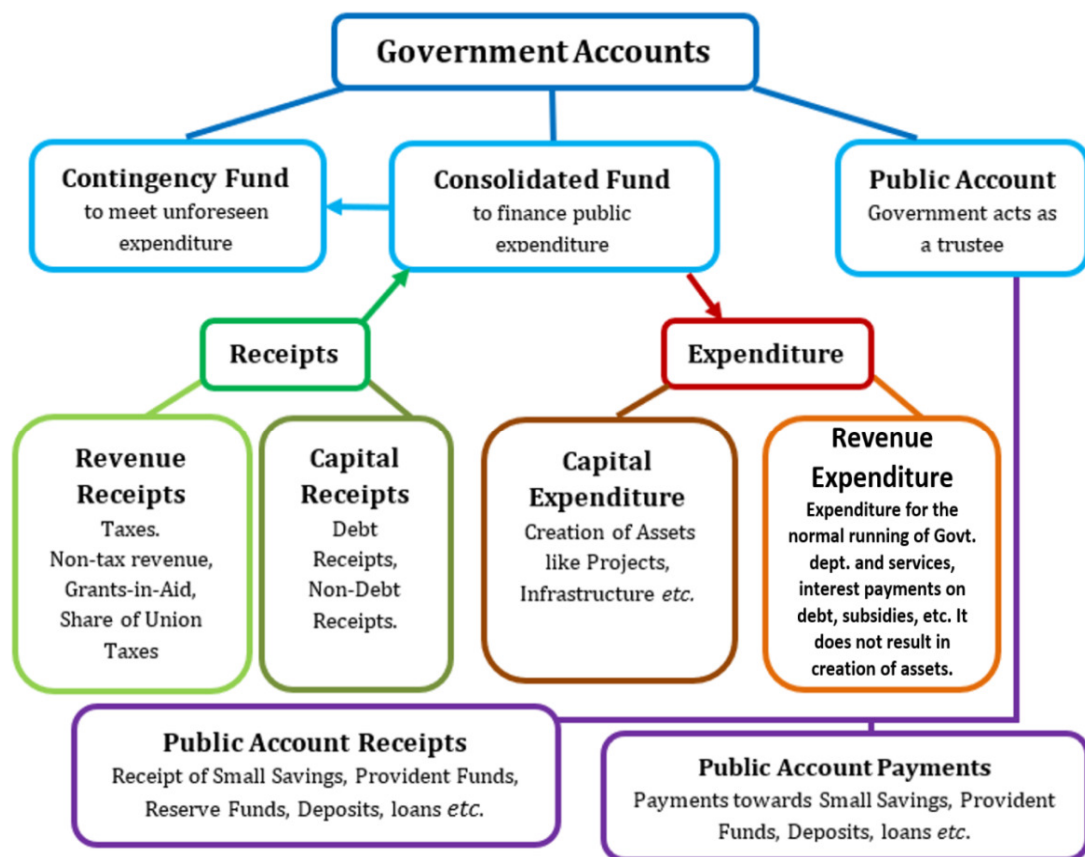 Government Accounts
Contingency Fund
to meet unforeseen
expenditure
Consolidated Fund
to finance public
expenditure
Public Account
Government acts as
a trustee
Receipts
Expenditure
Revenue
Receipts
Taxes.
Non-tax revenue,
Grants-in-Aid,
Share of Union
Taxes
Capital
Receipts
Debt
Receipts,
Non-Debt
Receipts.
Capital
Expenditure
Creation of Assets
like Projects,
Infrastructure etc.
Revenue
Expenditure
Expenditure for the
normal running of Govt.
dept. and services,
interest payments on
debt, subsidies, etc. It
does not result in
creation of assets.
Public Account Receipts
Receipt of Small Savings, Provident Funds,
Reserve Funds, Deposits, loans etc.
Public Account Payments
Payments towards Small Savings, Provident
Funds, Deposits, loans etc.